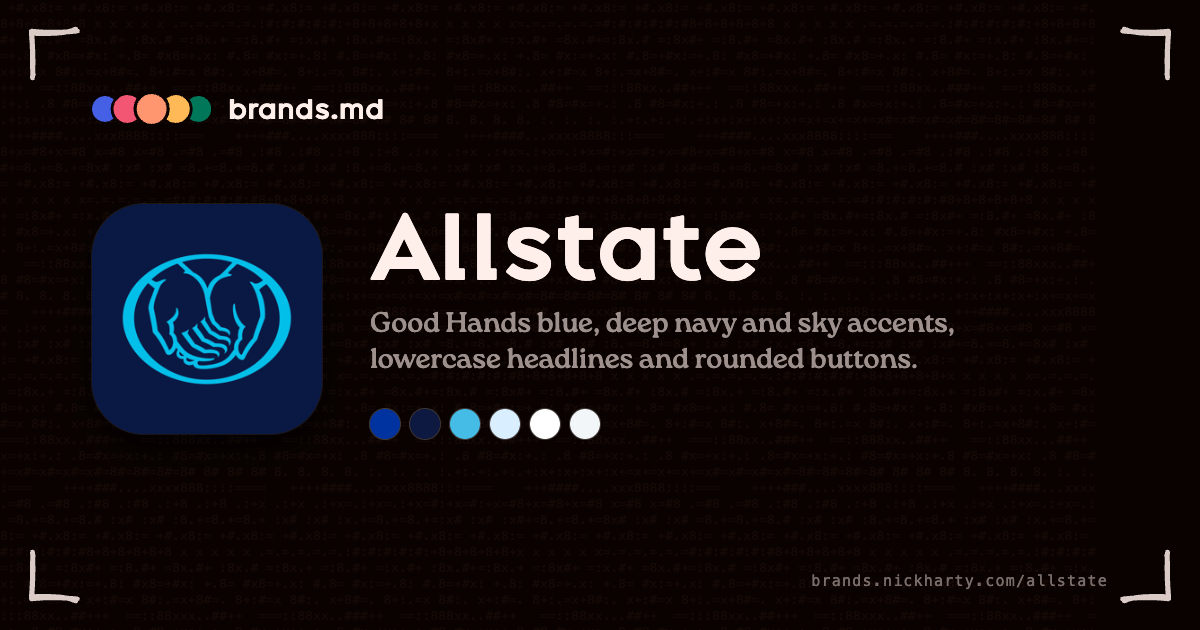 brands.md
Allstate
Good Hands blue, deep navy and sky accents,
lowercase headlines and rounded buttons.
brands.nickharty.com/allstate